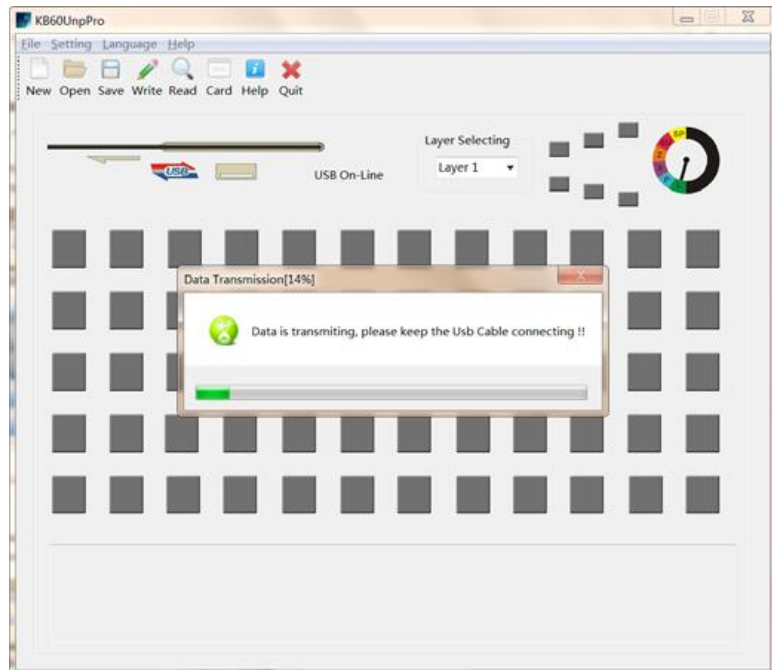 KB60UnpPro
File Setting Language Help
New Open Save Write Read Card Help Quit
Layer Selecting
Layer 1
USB
USB On-Line
SP
Z
X
P
L
Data Transmission[14%]
Data is transmiting, please keep the Usb Cable connecting !!